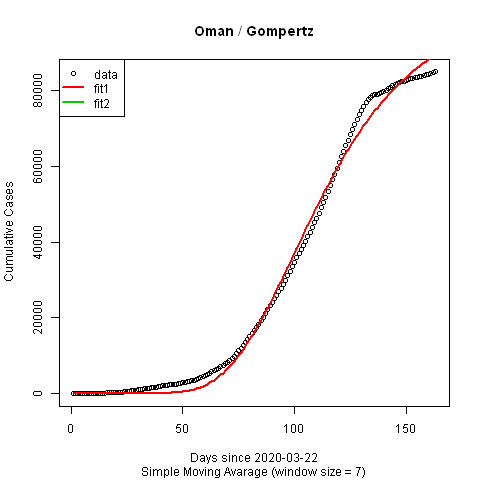 Oman / Gompertz
data
fit1
fit2
Cumulative Cases
0
20000
40000
60000
80000
0
50
100
150
Days since 2020-03-22
Simple Moving Avarage (window size = 7)